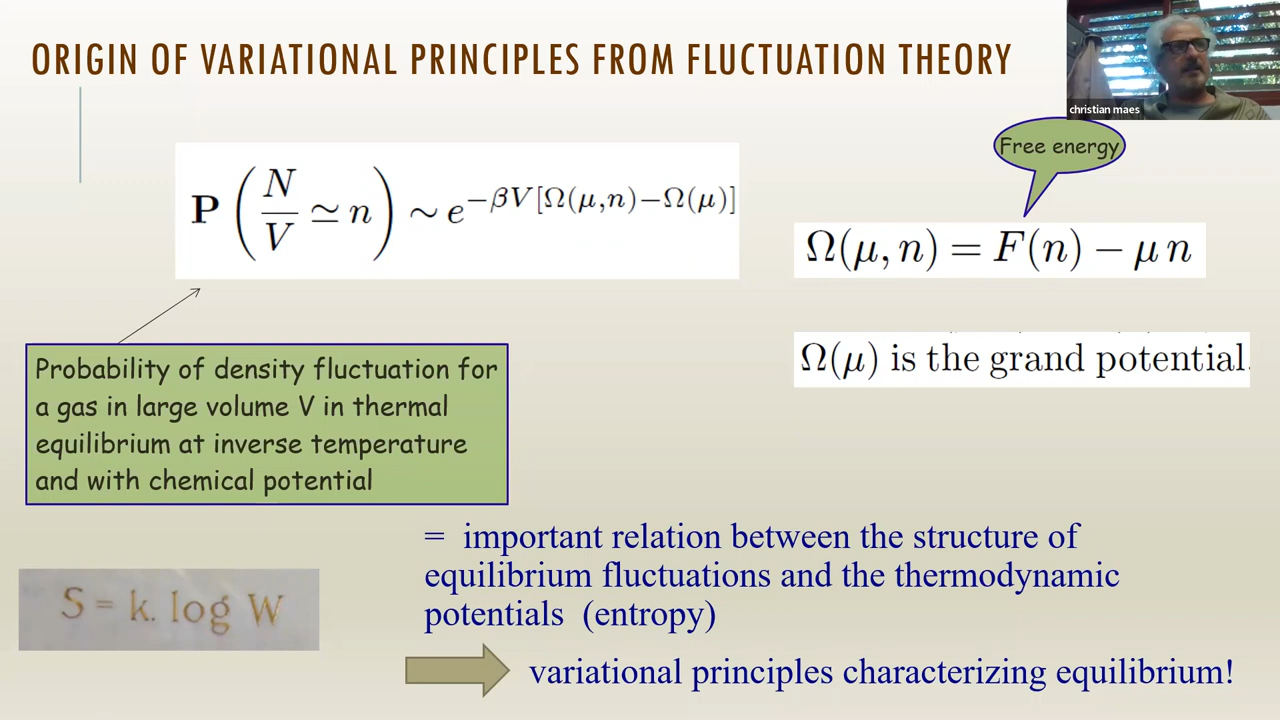 ORIGIN OF VARIATIONAL PRINCIPLES FROM FLUCTUATION THEORY
christian maes
Free energy
P(N/V ≃ n) ∼ e^{−βV[Ω(μ,n)−Ω(μ)]}
Ω(μ, n) = F(n) − μ n
Ω(μ) is the grand potential.
Probability of density fluctuation for
a gas in large volume V in thermal
equilibrium at inverse temperature
and with chemical potential
= important relation between the structure of
equilibrium fluctuations and the thermodynamic
potentials (entropy)
S = k. log W
variational principles characterizing equilibrium!